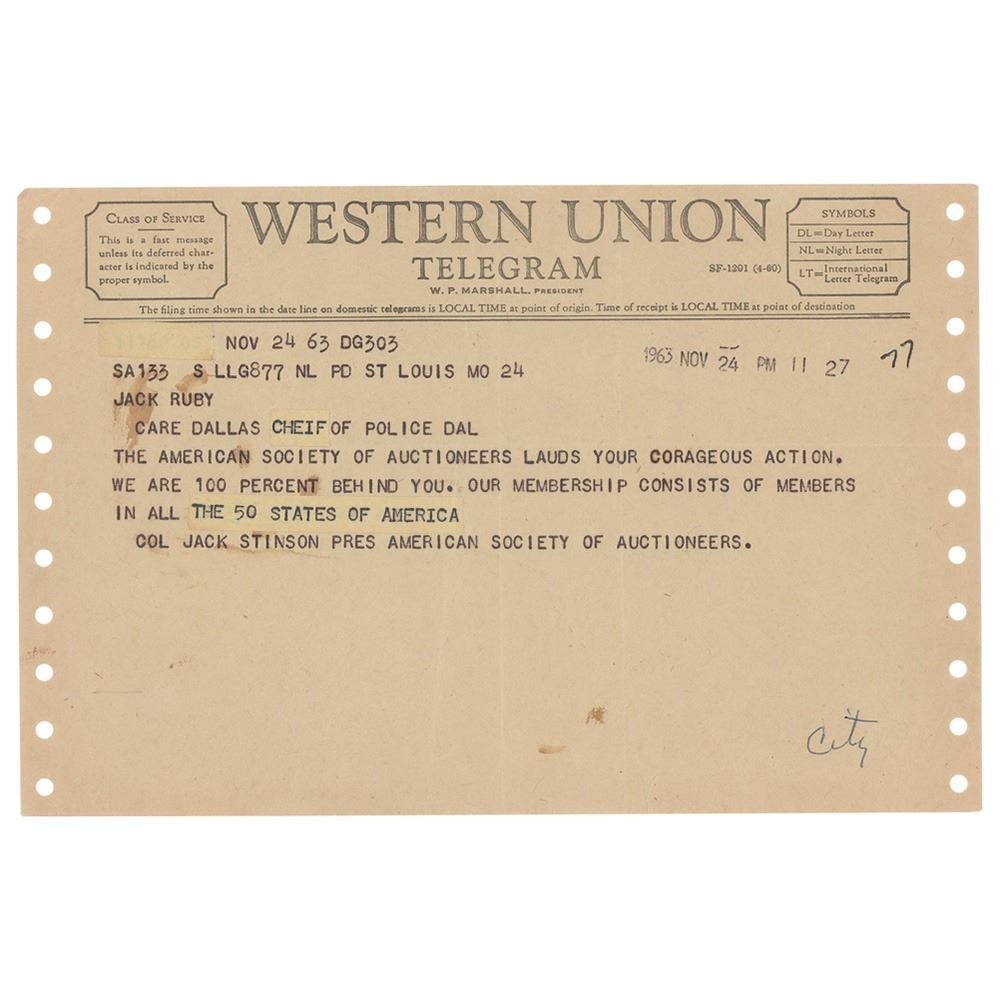 CLASS OF SERVICE
This is a fast message
unless its deferred char-
acter is indicated by the
proper symbol.
WESTERN UNION
TELEGRAM
W. P. MARSHALL, PRESIDENT
SF-1201 (4-60)
SYMBOLS
DL=Day Letter
NL=Night Letter
LT=International
Letter Telegram
The filing time shown in the date line on domestic telegrams is LOCAL TIME at point of origin. Time of receipt is LOCAL TIME at point of destination
NOV 24 63 DG303
1963 NOV 24 PM 11 27
77
SA133 S LLG877 NL PD ST LOUIS MO 24
JACK RUBY
CARE DALLAS CHEIF OF POLICE DAL
THE AMERICAN SOCIETY OF AUCTIONEERS LAUDS YOUR CORAGEOUS ACTION.
WE ARE 100 PERCENT BEHIND YOU. OUR MEMBERSHIP CONSISTS OF MEMBERS
IN ALL THE 50 STATES OF AMERICA
COL JACK STINSON PRES AMERICAN SOCIETY OF AUCTIONEERS.
City